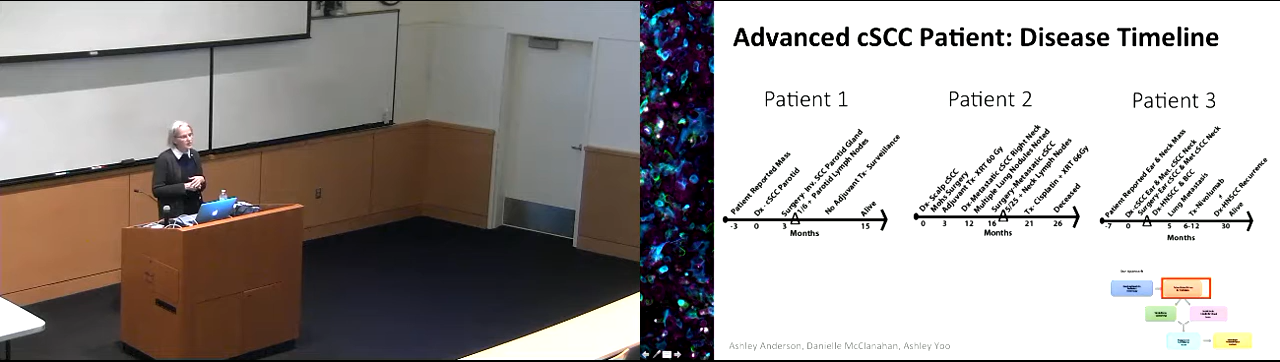 Advanced cSCC Patient: Disease Timeline
Patient 1
Patient Reported Mass
Dx - cSCC Parotid
Surgery- Inv. SCC Parotid Gland
1/6 + Parotid Lymph Nodes
No Adjuvant Tx- Surveillance
Alive
-3 0 3 15
Months
Patient 2
Dx- Scalp cSCC
Mohs Surgery
Adjuvant Tx- XRT 60 Gy
Dx-Metastatic cSCC Right Neck
Multiple Lung Nodules Noted
Surgery-Metastatic cSCC
5/25 + Neck Lymph Nodes
Tx- Cisplatin + XRT 66Gy
Deceased
0 3 12 16 21 26
Months
Patient 3
Patient Reported Ear & Neck Mass
Dx-cSCC Ear & Met. cSCC Neck
Surgery Ear cSCC & Met cSCC Neck
Dx-HNSCC & BCC
Lung Metastasis
Tx-Nivolumab
Dx-HNSCC Recurrence
Alive
-7 0 5 6-12 30
Months
Ashley Anderson, Danielle McClanahan, Ashley Yoo